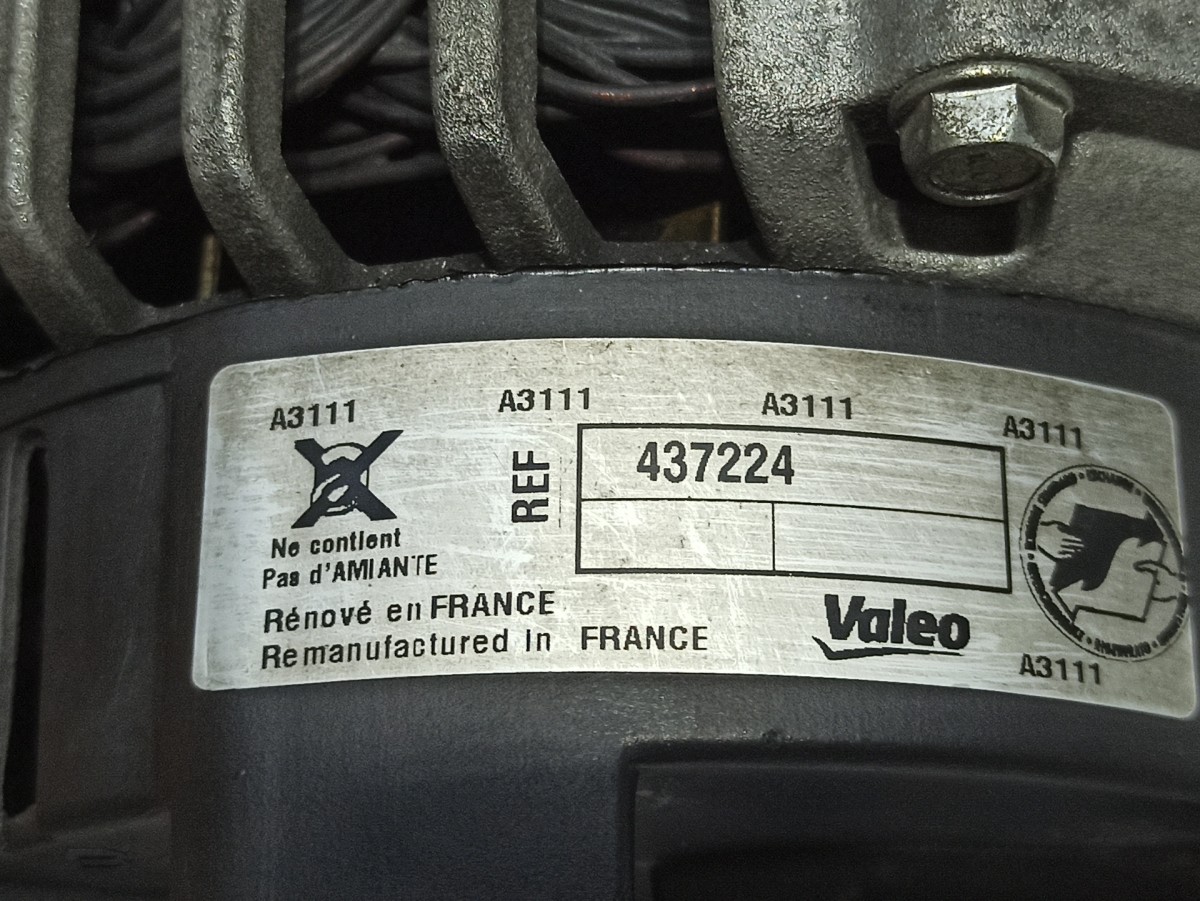 A3111 A3111 A3111 A3111
REF 437224
Ne contient
Pas d'AMIANTE
Rénové en FRANCE
Remanufactured In FRANCE
Valeo
A3111